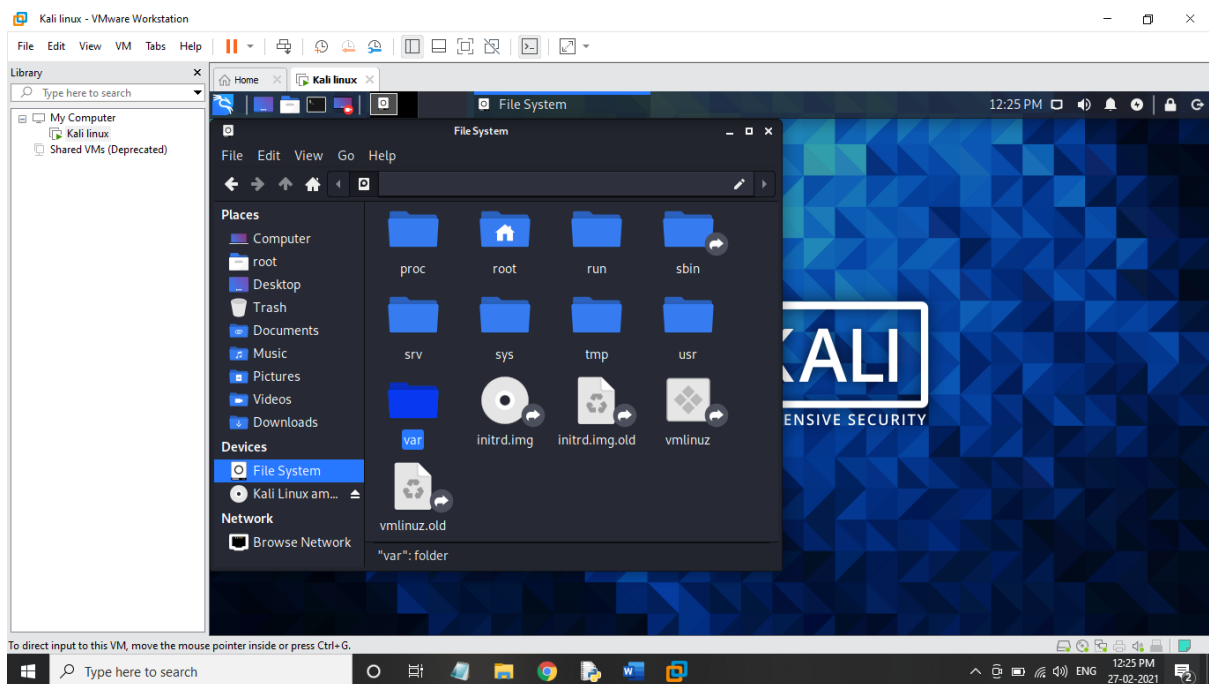 Kali linux - VMware Workstation
File Edit View VM Tabs Help
Library
Type here to search
My Computer
Kali linux
Shared VMs (Deprecated)
Home
Kali linux
File System
12:25 PM
File System
File Edit View Go Help
Places
Computer
root
Desktop
Trash
Documents
Music
Pictures
Videos
Downloads
Devices
File System
Kali Linux am...
Network
Browse Network
proc root run sbin
srv sys tmp usr
var initrd.img initrd.img.old vmlinuz
vmlinuz.old
"var": folder
KALI
ENSIVE SECURITY
To direct input to this VM, move the mouse pointer inside or press Ctrl+G.
Type here to search
ENG
12:25 PM
27-02-2021
2